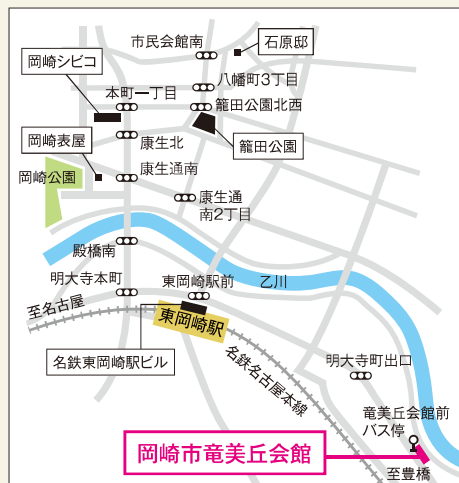 市民会館南
石原邸
岡崎シビコ
八幡町3丁目
本町一丁目
籠田公園北西
康生北
籠田公園
岡崎表屋
康生通南
岡崎公園
康生通
南2丁目
殿橋南
乙川
明大寺本町
東岡崎駅前
至名古屋
東岡崎駅
名鉄東岡崎駅ビル
名鉄名古屋本線
明大寺町出口
竜美丘会館前
バス停
岡崎市竜美丘会館
至豊橋